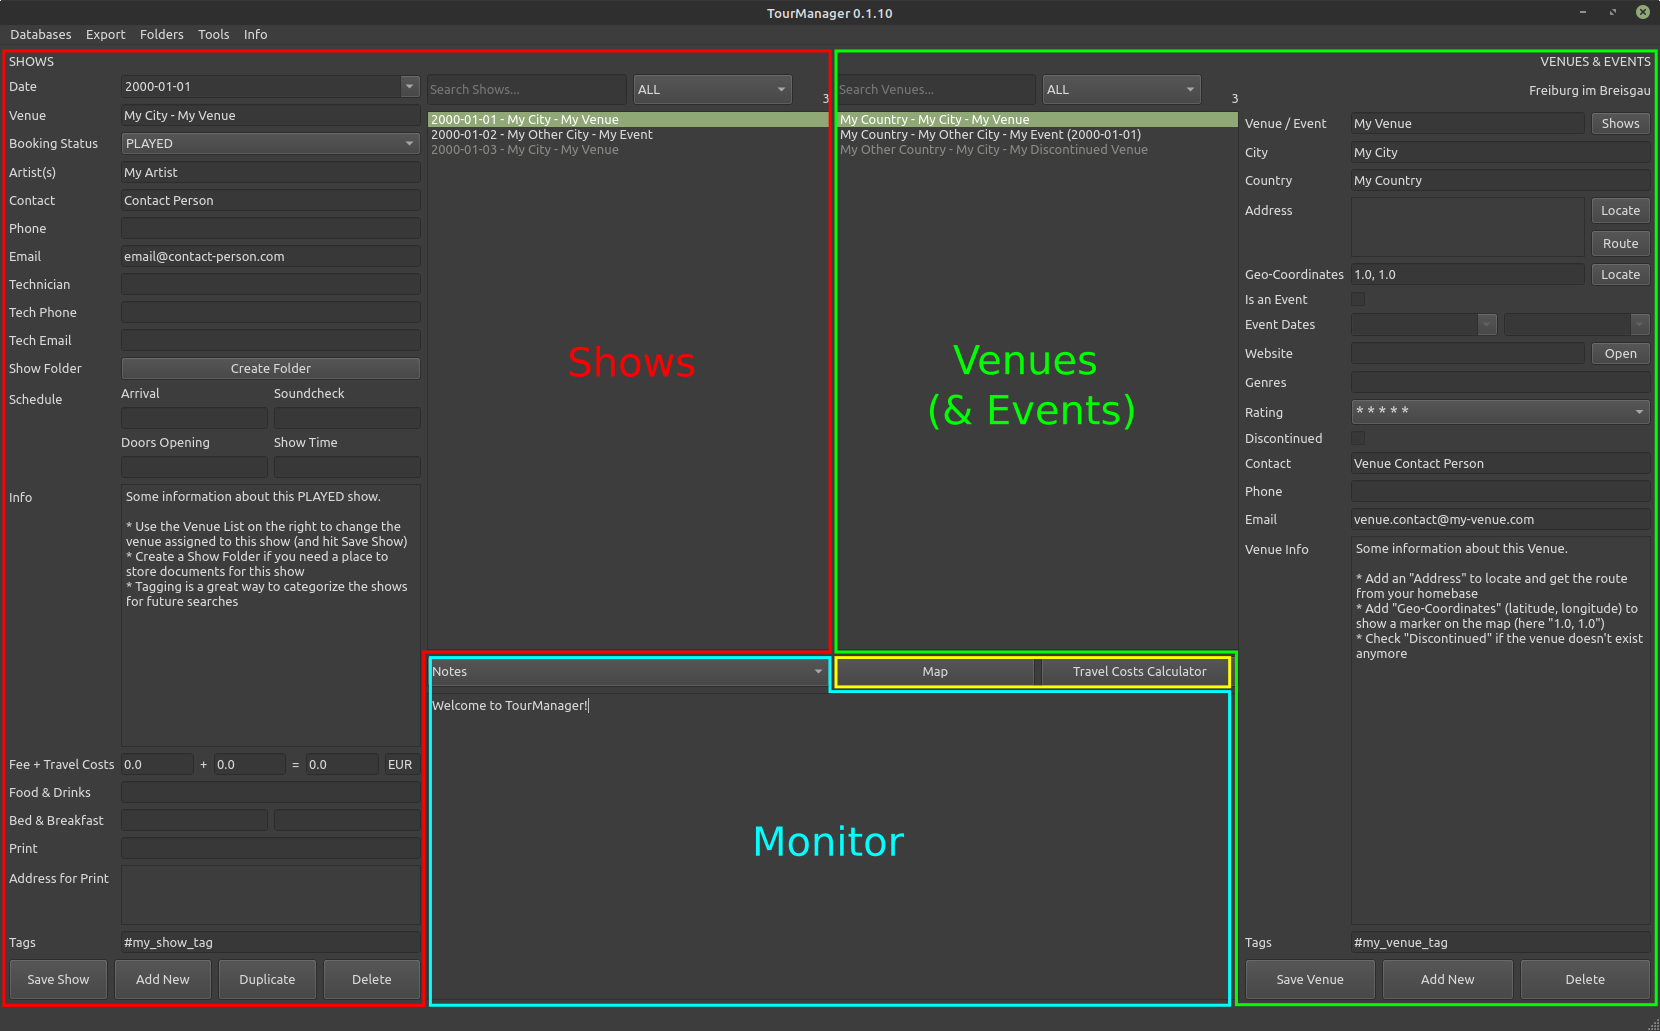 TourManager 0.1.10
Databases Export Folders Tools Info
SHOWS
Date 2000-01-01
Venue My City - My Venue
Booking Status PLAYED
Artist(s) My Artist
Contact Contact Person
Phone
Email email@contact-person.com
Technician
Tech Phone
Tech Email
Show Folder Create Folder
Schedule Arrival Soundcheck
Doors Opening Show Time
Info
Some information about this PLAYED show.
* Use the Venue List on the right to change the
venue assigned to this show (and hit Save Show)
* Create a Show Folder if you need a place to
store documents for this show
* Tagging is a great way to categorize the shows
for future searches
Fee + Travel Costs 0.0 + 0.0 = 0.0 EUR
Food & Drinks
Bed & Breakfast
Print
Address for Print
Tags #my_show_tag
Save Show Add New Duplicate Delete
Search Shows... ALL 3
2000-01-01 - My City - My Venue
2000-01-02 - My Other City - My Event
2000-01-03 - My City - My Venue
Shows
Notes
Welcome to TourManager!
Monitor
Search Venues... ALL 3
My Country - My City - My Venue
My Country - My Other City - My Event (2000-01-01)
My Other Country - My City - My Discontinued Venue
Venues
(& Events)
Map Travel Costs Calculator
VENUES & EVENTS
Freiburg im Breisgau
Venue / Event My Venue Shows
City My City
Country My Country
Address Locate
Route
Geo-Coordinates 1.0, 1.0 Locate
Is an Event
Event Dates
Website Open
Genres
Rating * * * * *
Discontinued
Contact Venue Contact Person
Phone
Email venue.contact@my-venue.com
Venue Info
Some information about this Venue.
* Add an "Address" to locate and get the route
from your homebase
* Add "Geo-Coordinates" (latitude, longitude) to
show a marker on the map (here "1.0, 1.0")
* Check "Discontinued" if the venue doesn't exist
anymore
Tags #my_venue_tag
Save Venue Add New Delete